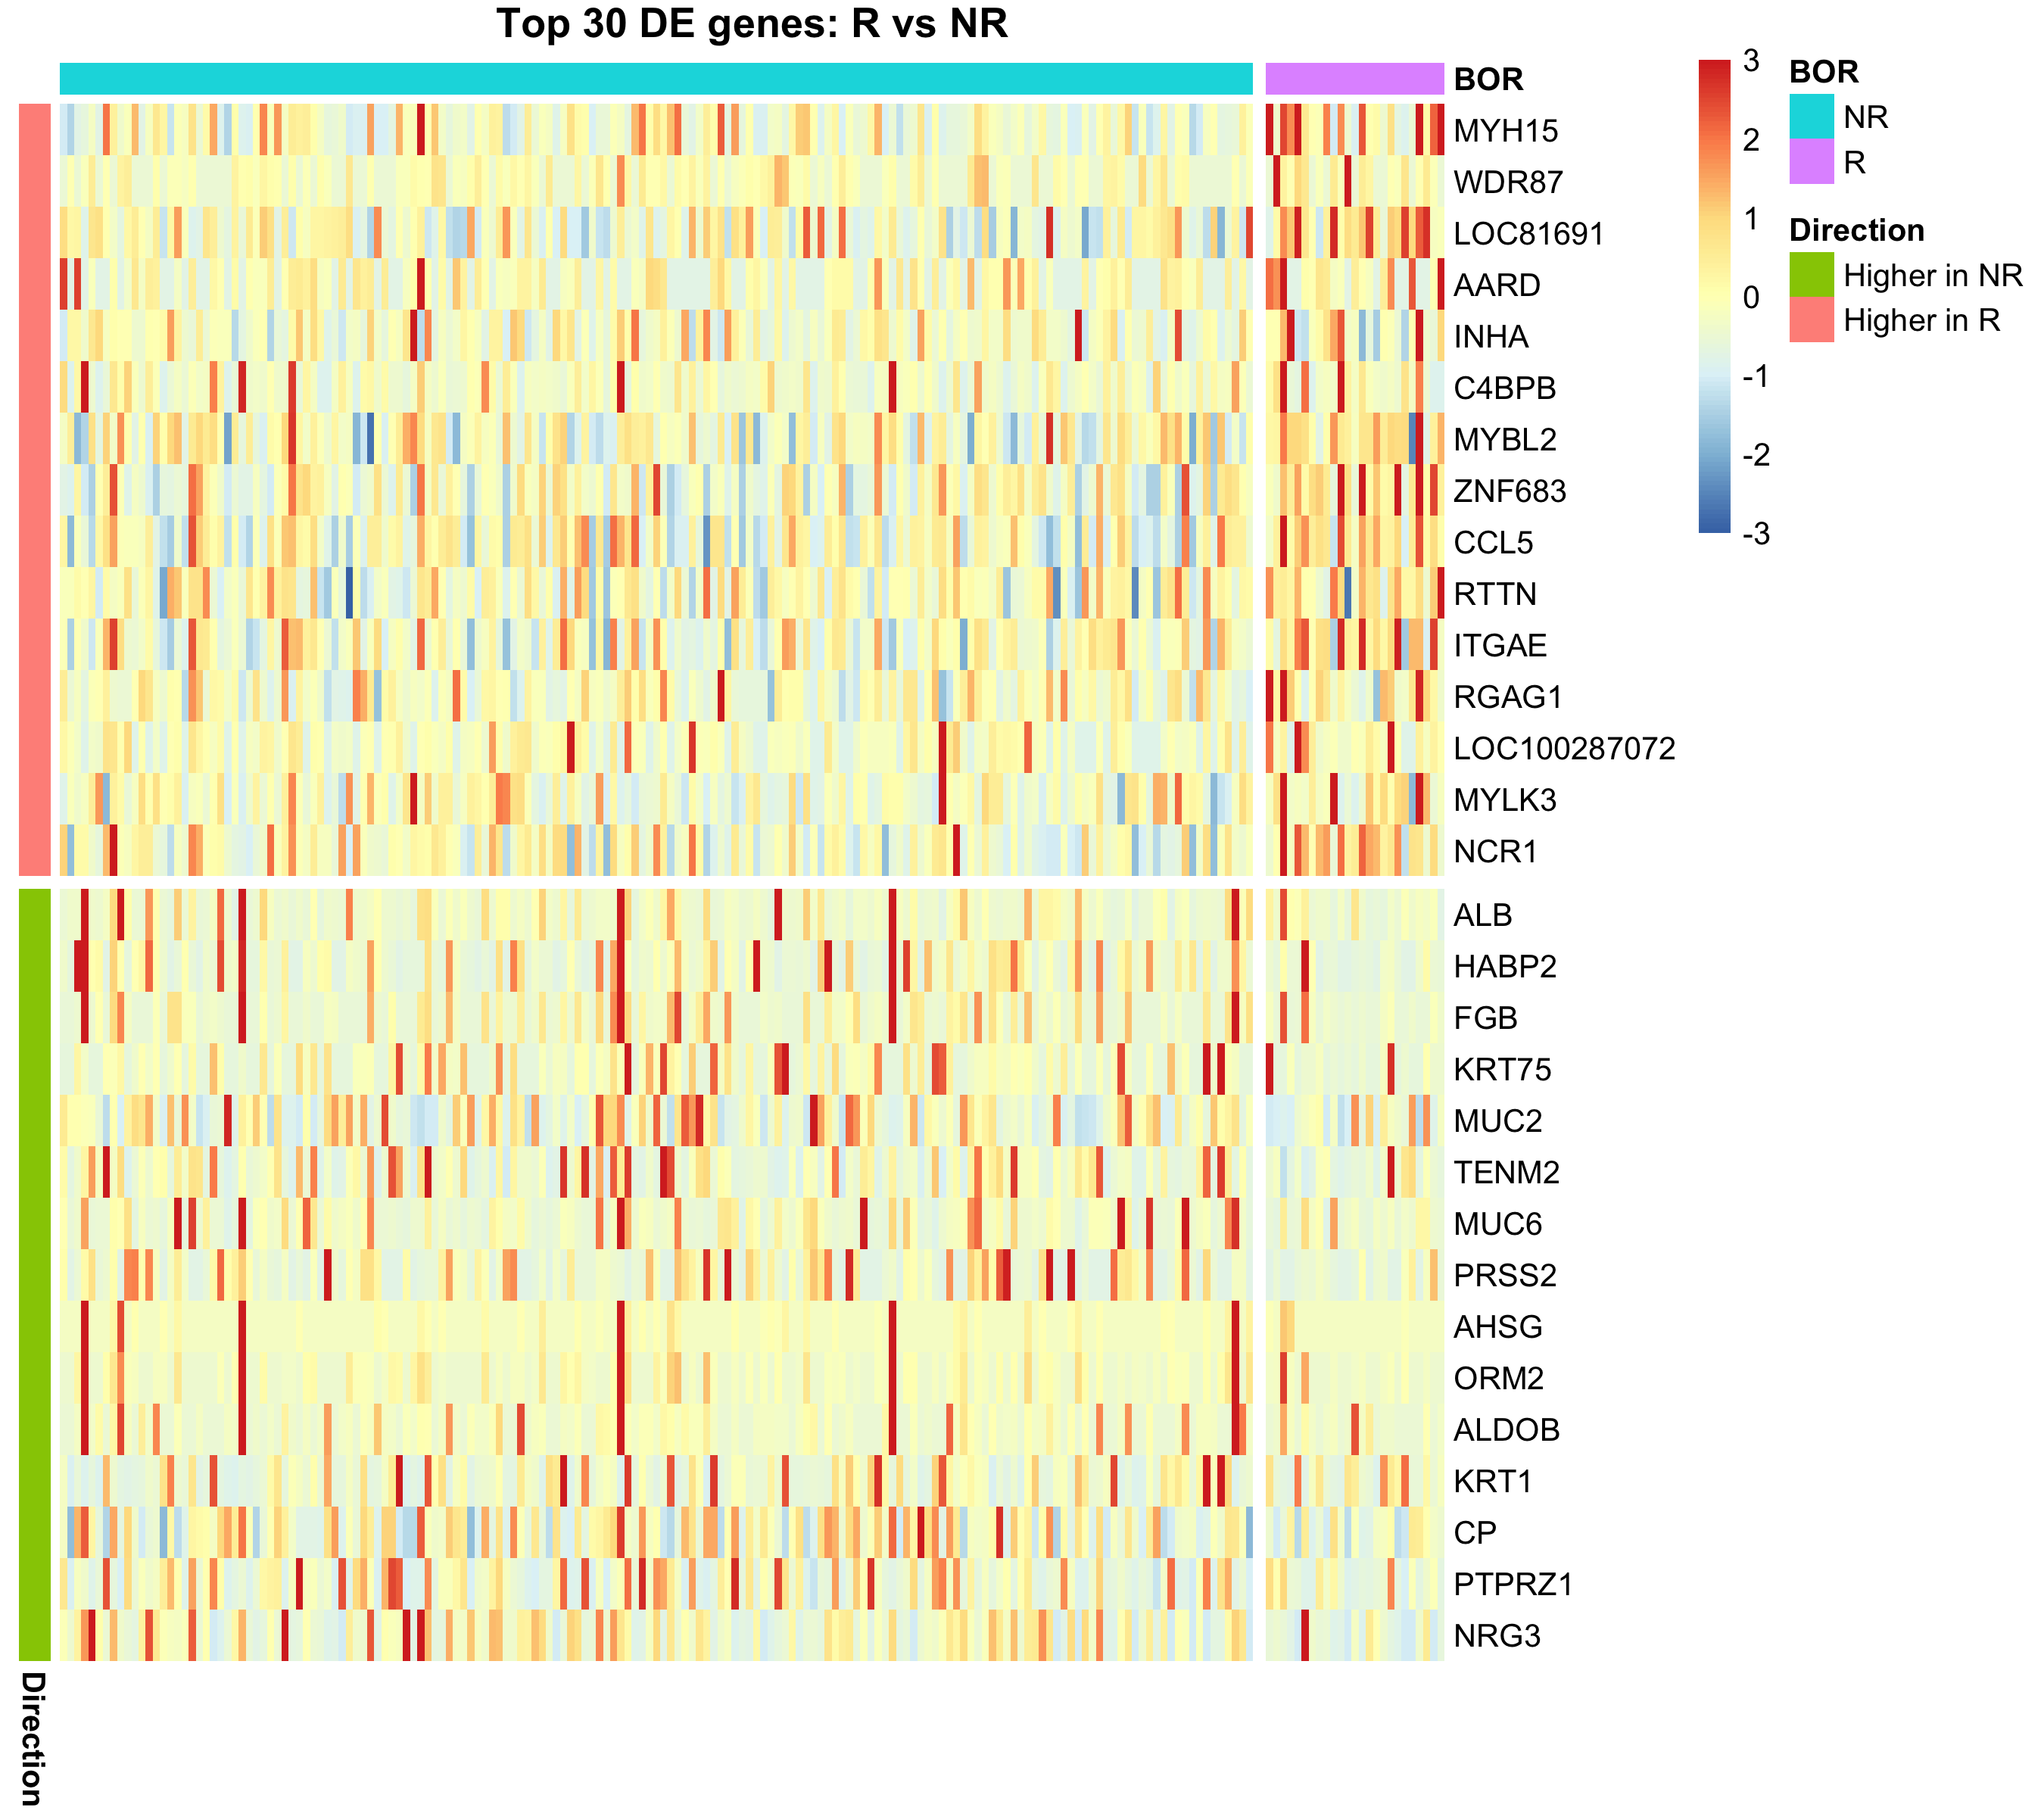 Top 30 DE genes: R vs NR
BOR
MYH15
WDR87
LOC81691
AARD
INHA
C4BPB
MYBL2
ZNF683
CCL5
RTTN
ITGAE
RGAG1
LOC100287072
MYLK3
NCR1
ALB
HABP2
FGB
KRT75
MUC2
TENM2
MUC6
PRSS2
AHSG
ORM2
ALDOB
KRT1
CP
PTPRZ1
NRG3
Direction
3
2
1
0
-1
-2
-3
BOR
NR
R
Direction
Higher in NR
Higher in R